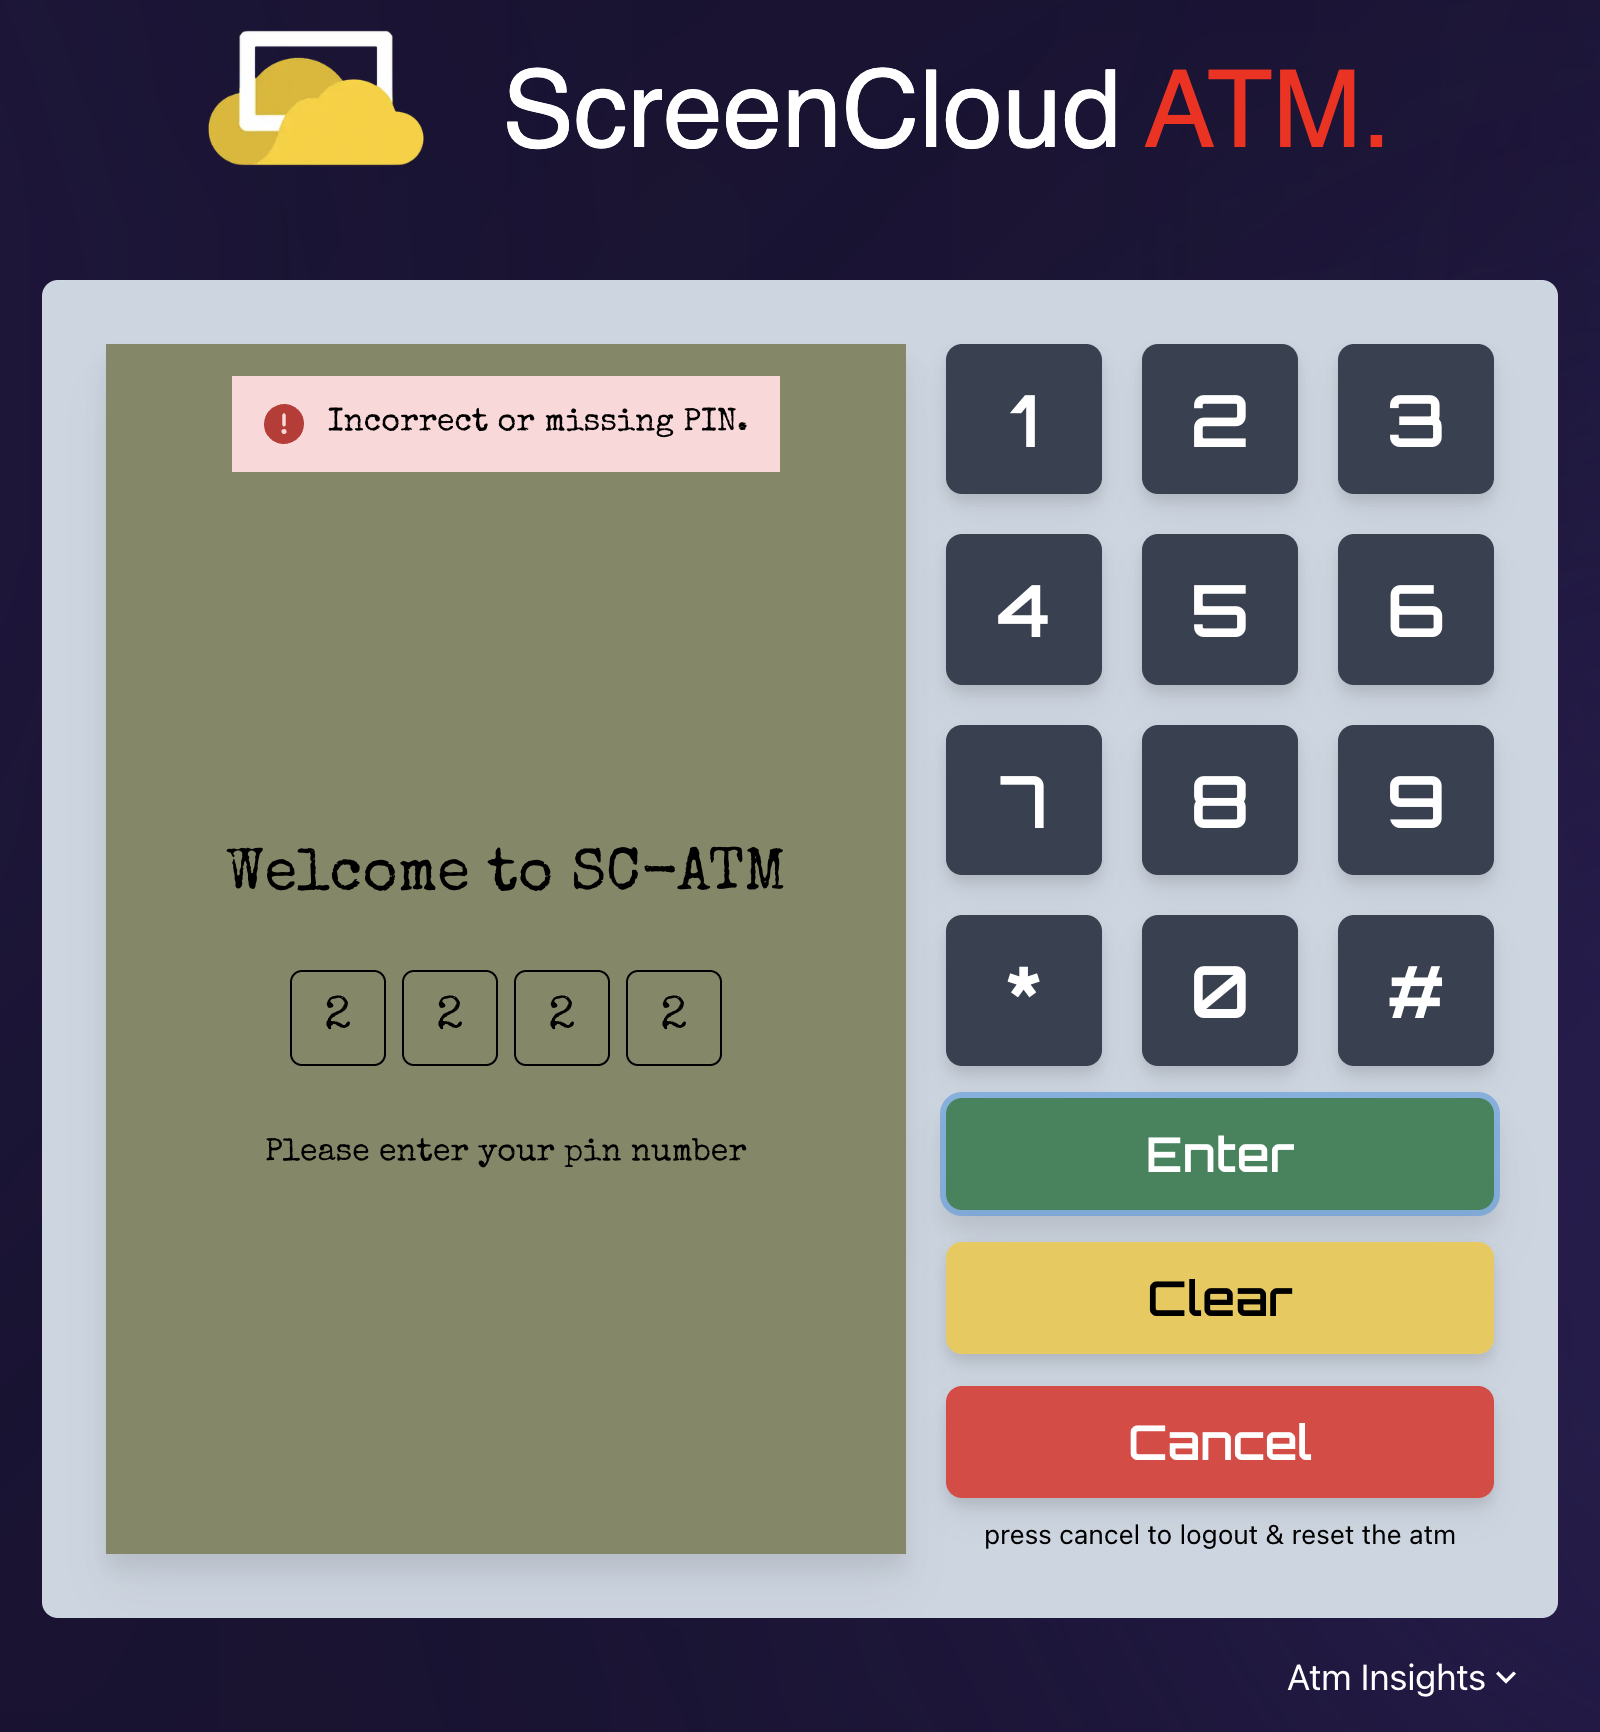 ScreenCloud ATM.
Incorrect or missing PIN.
Welcome to SC-ATM
2 2 2 2
Please enter your pin number
1 2 3
4 5 6
7 8 9
* 0 #
Enter
Clear
Cancel
press cancel to logout & reset the atm
Atm Insights